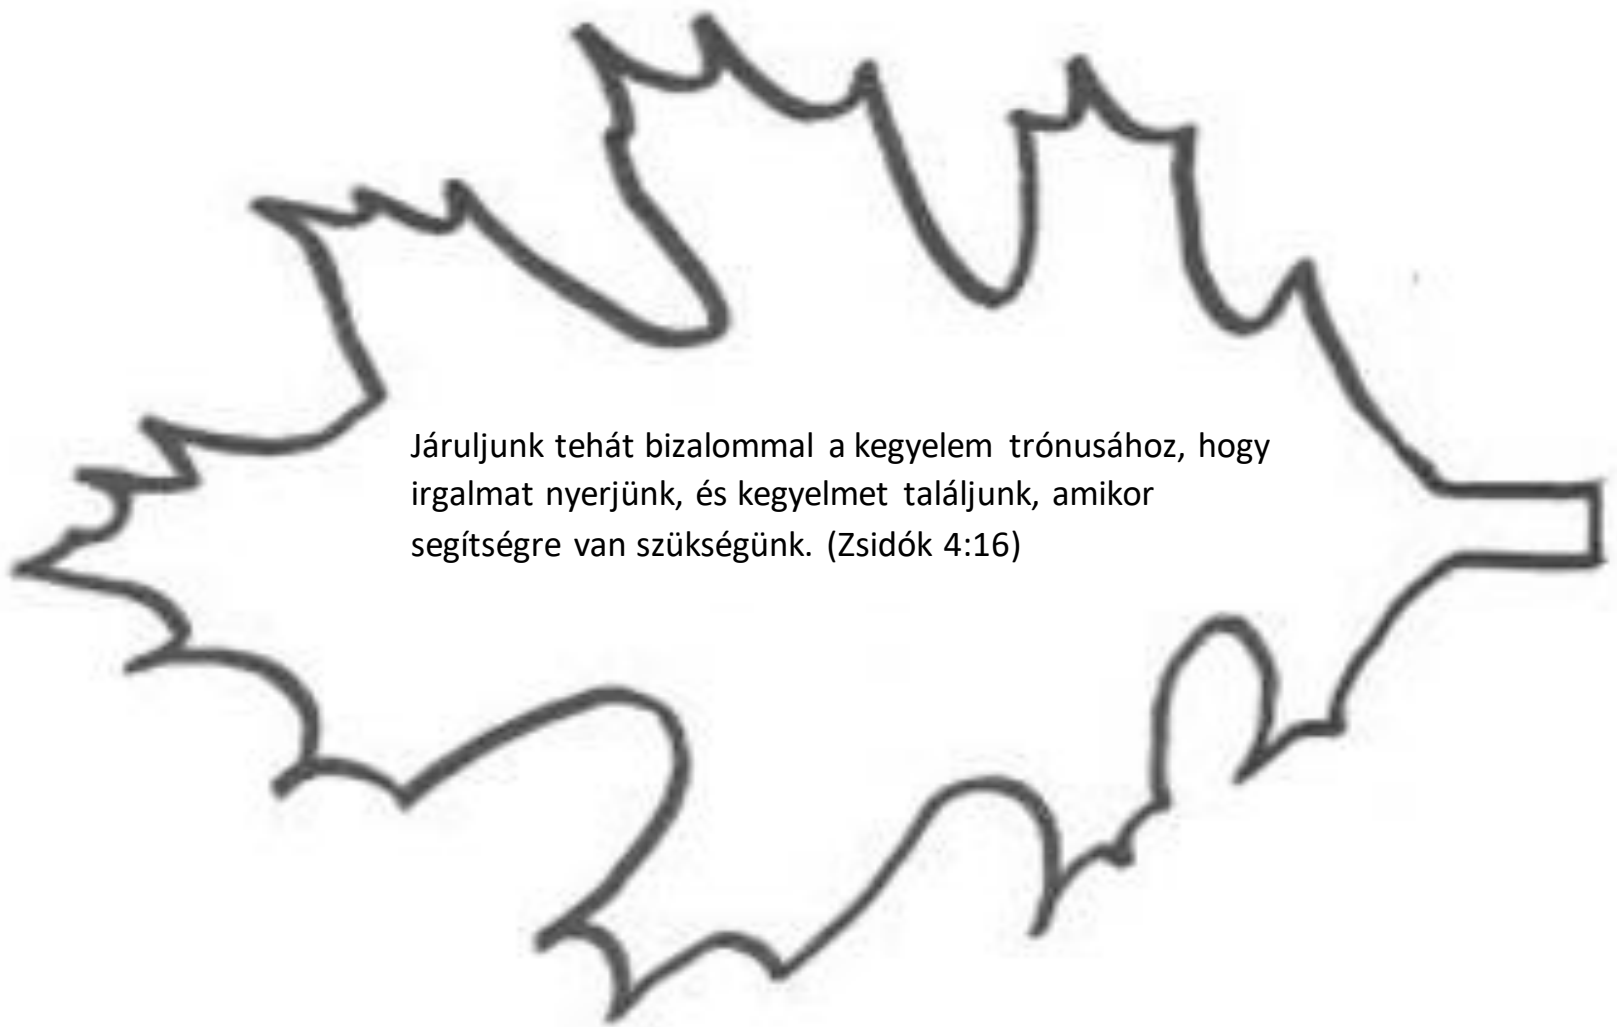 Járuljunk tehát bizalommal a kegyelem trónusához, hogy
irgalmat nyerjünk, és kegyelmet találjunk, amikor
segítségre van szükségünk. (Zsidók 4:16)